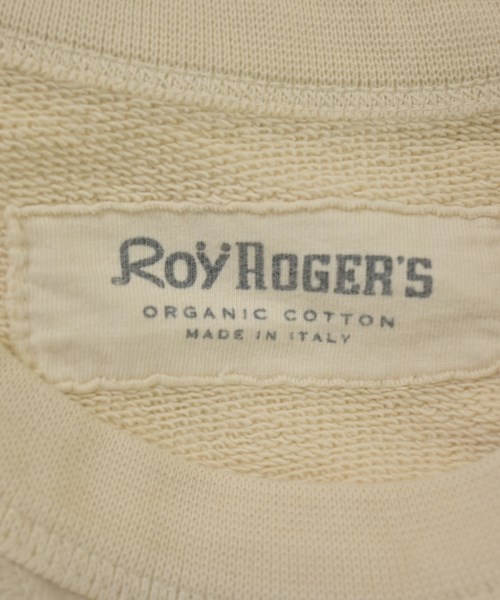 ROY ROGER'S
ORGANIC COTTON
MADE IN ITALY